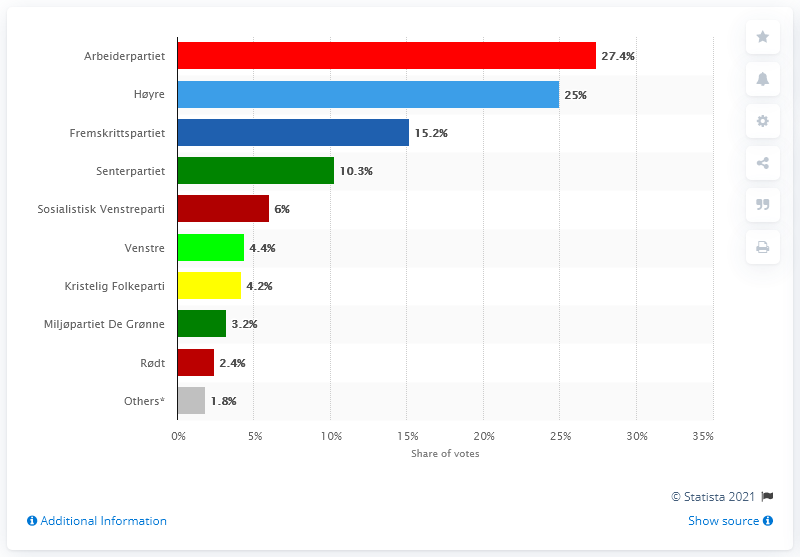 Arbeiderpartiet 27.4%
Høyre 25%
Fremskrittspartiet 15.2%
Senterpartiet 10.3%
Sosialistisk Venstreparti 6%
Venstre 4.4%
Kristelig Folkeparti 4.2%
Miljøpartiet De Grønne 3.2%
Rødt 2.4%
Others* 1.8%
0% 5% 10% 15% 20% 25% 30% 35%
Share of votes
© Statista 2021
Additional Information Show source